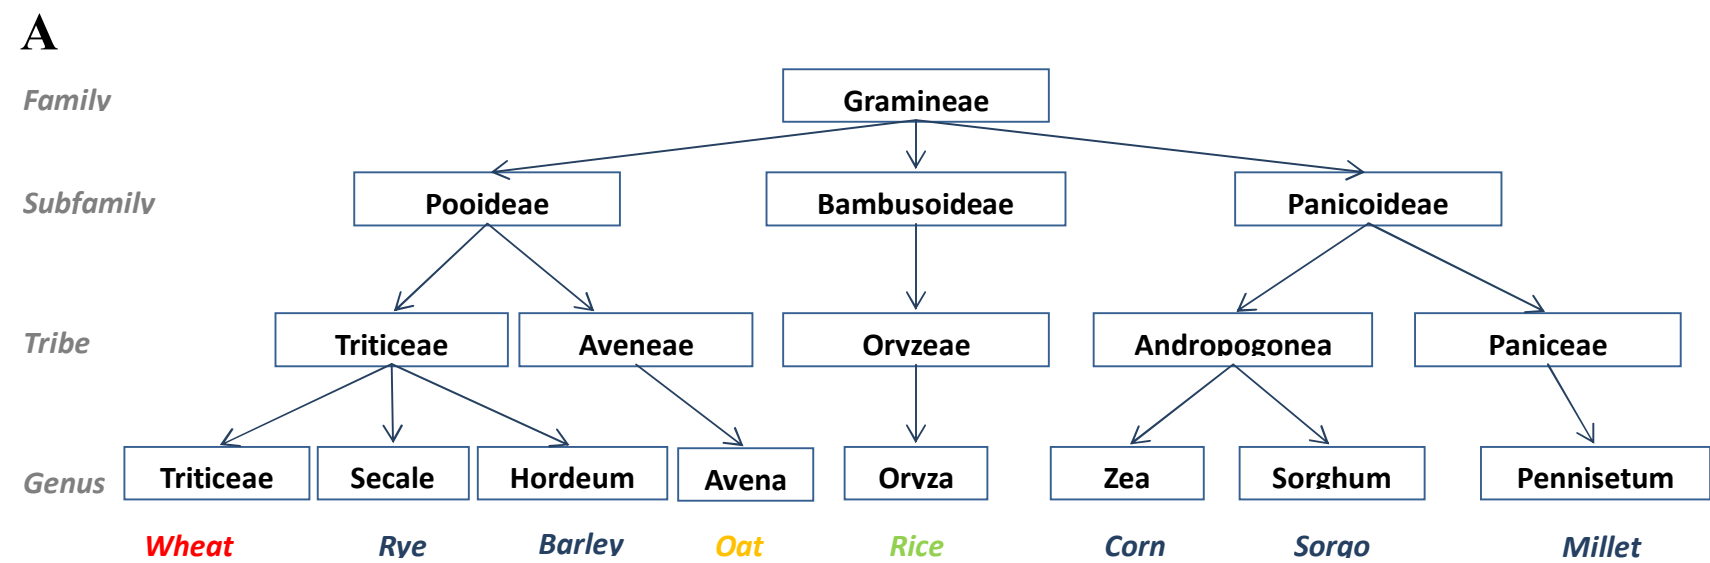 A
Family
Gramineae
Subfamily
Pooideae Bambusoideae Panicoideae
Tribe
Triticeae Aveneae Oryzeae Andropogonea Paniceae
Genus
Triticeae Secale Hordeum Avena Oryza Zea Sorghum Pennisetum
Wheat Rye Barley Oat Rice Corn Sorgo Millet